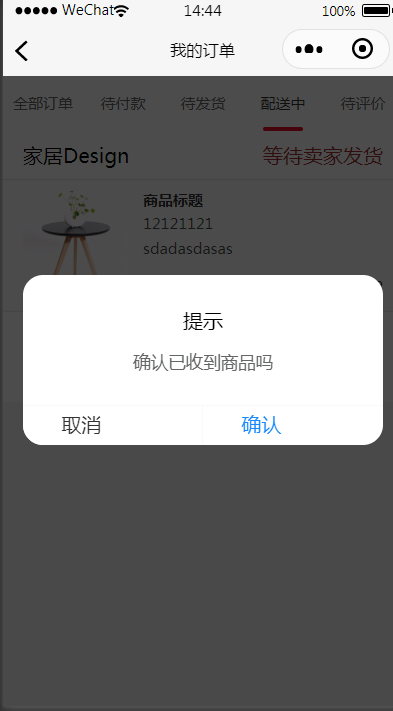 ●●●●● WeChat 14:44 100%
我的订单
全部订单 待付款 待发货 配送中 待评价
家居Design 等待卖家发货
商品标题
12121121
sdadasdasas
提示
确认已收到商品吗
取消 确认